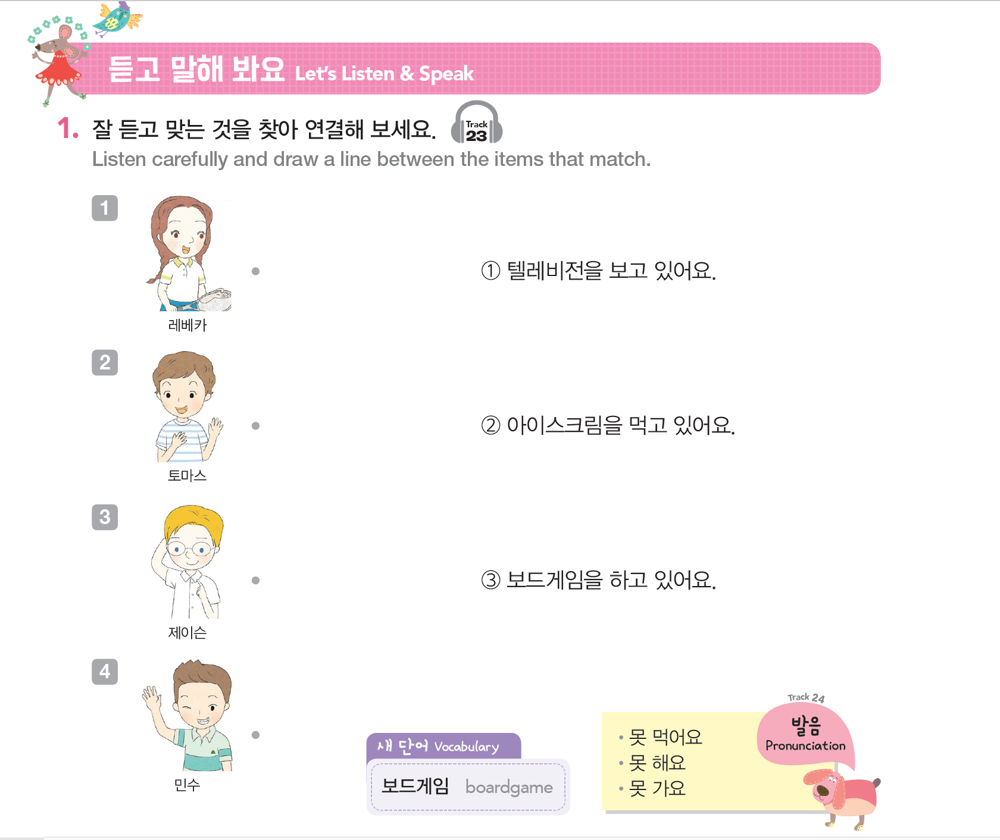 듣고 말해 봐요 Let's Listen & Speak
1. 잘 듣고 맞는 것을 찾아 연결해 보세요. Track 23
Listen carefully and draw a line between the items that match.
1
① 텔레비전을 보고 있어요.
레베카
2
② 아이스크림을 먹고 있어요.
토마스
3
③ 보드게임을 하고 있어요.
제이슨
4
민수
새 단어 Vocabulary
보드게임 boardgame
Track 24
발음
Pronunciation
• 못 먹어요
• 못 해요
• 못 가요